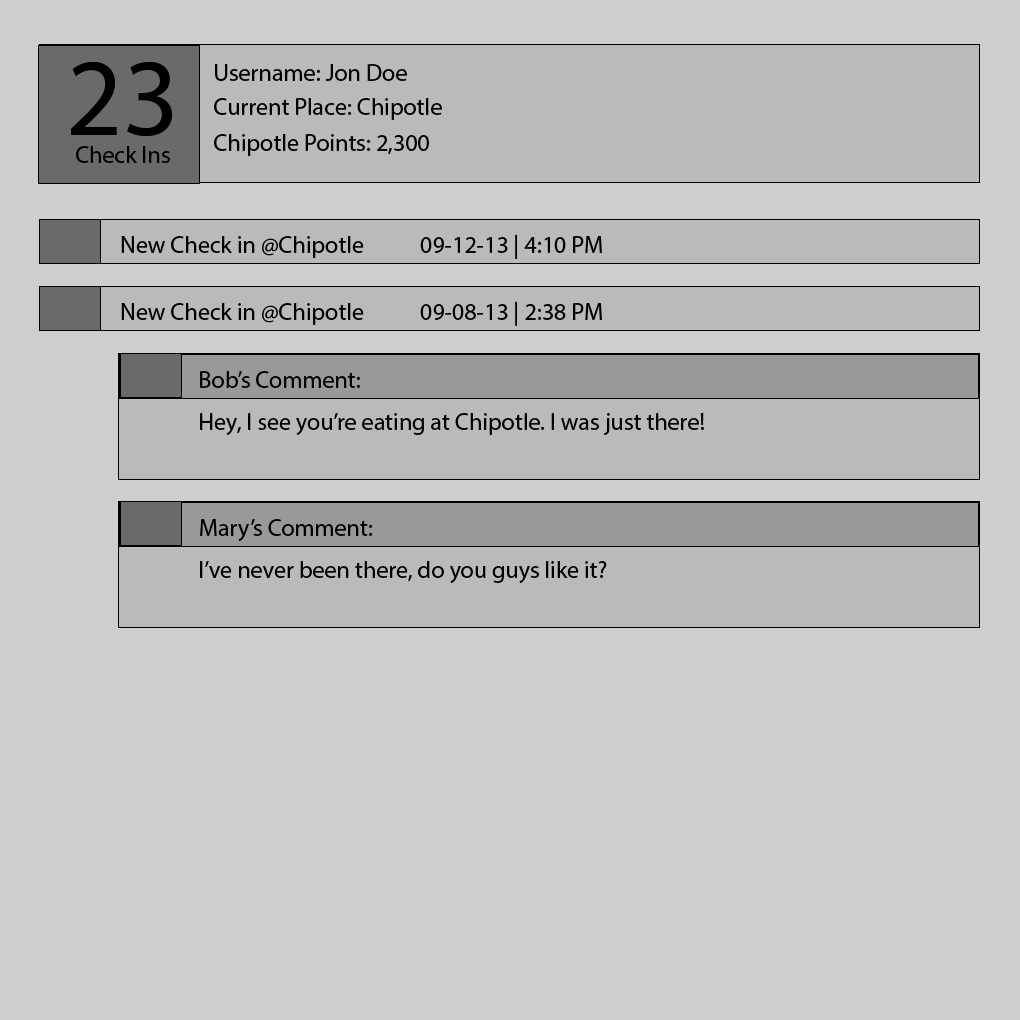 23
Check Ins
Username: Jon Doe
Current Place: Chipotle
Chipotle Points: 2,300
New Check in @Chipotle 09-12-13 | 4:10 PM
New Check in @Chipotle 09-08-13 | 2:38 PM
Bob’s Comment:
Hey, I see you’re eating at Chipotle. I was just there!
Mary’s Comment:
I’ve never been there, do you guys like it?